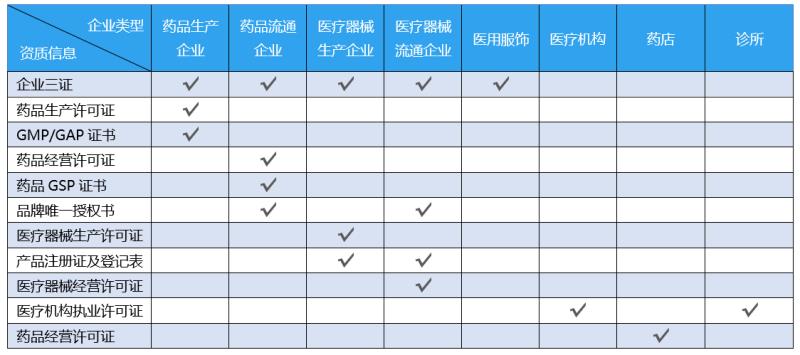 企业类型
资质信息
药品生产
企业
药品流通
企业
医疗器械
生产企业
医疗器械
流通企业
医用服饰
医疗机构
药店
诊所
企业三证 √ √ √ √ √
药品生产许可证 √
GMP/GAP 证书 √
药品经营许可证 √
药品 GSP 证书 √
品牌唯一授权书 √ √
医疗器械生产许可证 √
产品注册证及登记表 √ √
医疗器械经营许可证 √
医疗机构执业许可证 √ √
药品经营许可证 √